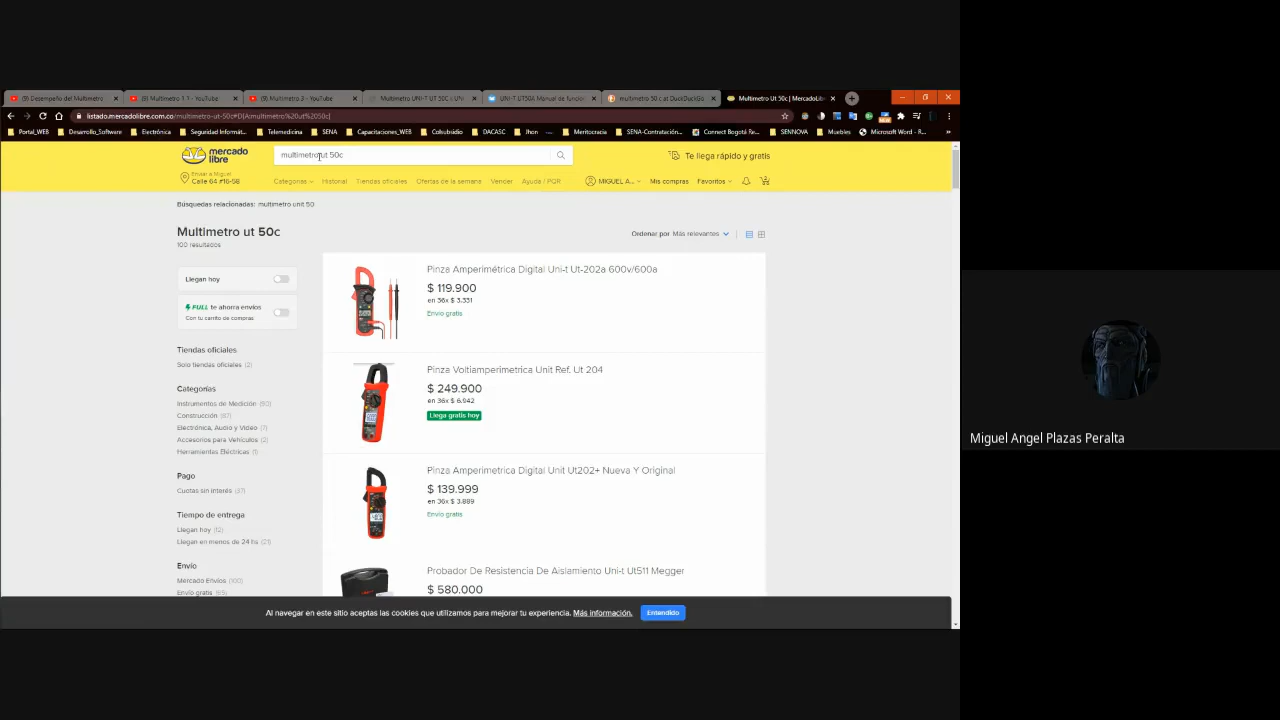 (9) Desempeño del Multimetro
(9) Multimetro 1 1 - YouTube
(9) Multimetro 3 - YouTube
Multimetro UNI-T UT 50C « UNI
UNI-T UT50A Manual de funcion
multimetro 50 c at DuckDuckGo
Multimetro Ut 50c | MercadoLib
listado.mercadolibre.com.co/multimetro-ut-50c#D[A:multimetro%20ut%2050c]
Portal_WEB
Desarrollo_Software
Electrónica
Seguridad Informát...
Telemedicina
SENA
Capacitaciones_WEB
Colsubsidio
DACASC
Jhon
Meritocracia
SENA-Contratación...
Connect Bogotá Re...
SENNOVA
Muebles
Microsoft Word - R...
mercado
libre
multimetro ut 50c
Te llega rápido y gratis
Enviar a Miguel
Calle 64 #16-58
Categorías
Historial
Tiendas oficiales
Ofertas de la semana
Vender
Ayuda / PQR
MIGUEL A...
Mis compras
Favoritos
Búsquedas relacionadas: multimetro unit 50
Multimetro ut 50c
100 resultados
Ordenar por Más relevantes
Llegan hoy
FULL te ahorra envíos
Con tu carrito de compras
Tiendas oficiales
Solo tiendas oficiales (2)
Categorías
Instrumentos de Medición (80)
Construcción (87)
Electrónica, Audio y Video (7)
Accesorios para Vehículos (2)
Herramientas Eléctricas (1)
Pago
Cuotas sin interés (37)
Tiempo de entrega
Llegan hoy (12)
Llegan en menos de 24 hs (21)
Envío
Mercado Envíos (100)
Envío gratis (69)
Pinza Amperimétrica Digital Uni-t Ut-202a 600v/600a
$ 119.900
en 36x $ 3.331
Envío gratis
Pinza Voltiamperimetrica Unit Ref. Ut 204
$ 249.900
en 36x $ 6.942
Llega gratis hoy
Pinza Amperimetrica Digital Unit Ut202+ Nueva Y Original
$ 139.999
en 36x $ 3.889
Envío gratis
Probador De Resistencia De Aislamiento Uni-t Ut511 Megger
$ 580.000
Al navegar en este sitio aceptas las cookies que utilizamos para mejorar tu experiencia. Más información.
Entendido
Miguel Angel Plazas Peralta